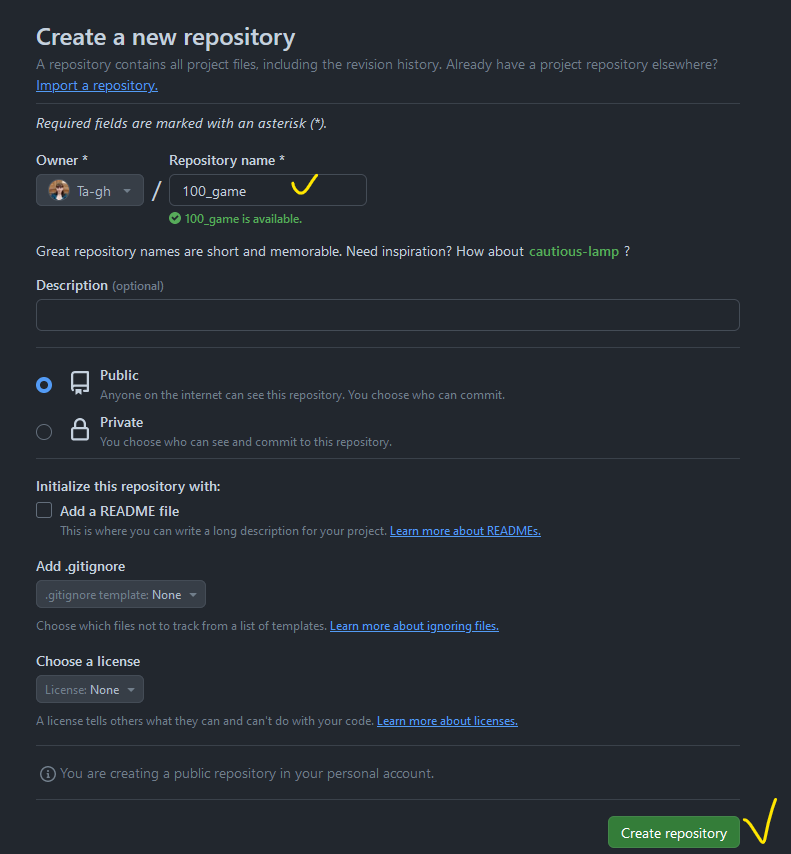 Create a new repository
A repository contains all project files, including the revision history. Already have a project repository elsewhere?
Import a repository.
Required fields are marked with an asterisk (*).
Owner * Repository name *
Ta-gh / 100_game
100_game is available.
Great repository names are short and memorable. Need inspiration? How about cautious-lamp ?
Description (optional)
Public
Anyone on the internet can see this repository. You choose who can commit.
Private
You choose who can see and commit to this repository.
Initialize this repository with:
Add a README file
This is where you can write a long description for your project. Learn more about READMEs.
Add .gitignore
.gitignore template: None
Choose which files not to track from a list of templates. Learn more about ignoring files.
Choose a license
License: None
A license tells others what they can and can't do with your code. Learn more about licenses.
You are creating a public repository in your personal account.
Create repository